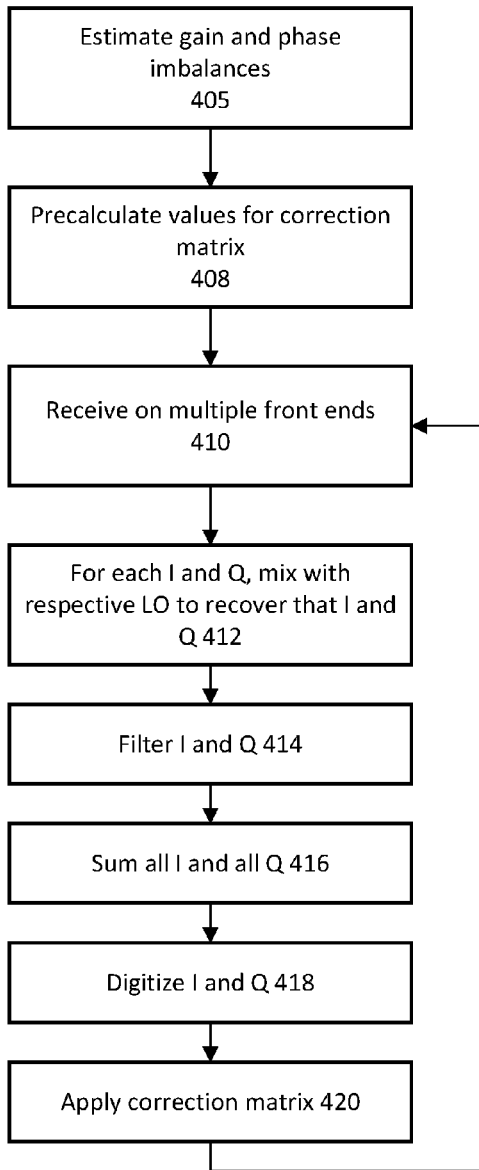 Estimate gain and phase
imbalances
405
Precalculate values for correction
matrix
408
Receive on multiple front ends
410
For each I and Q, mix with
respective LO to recover that I and
Q 412
Filter I and Q 414
Sum all I and all Q 416
Digitize I and Q 418
Apply correction matrix 420